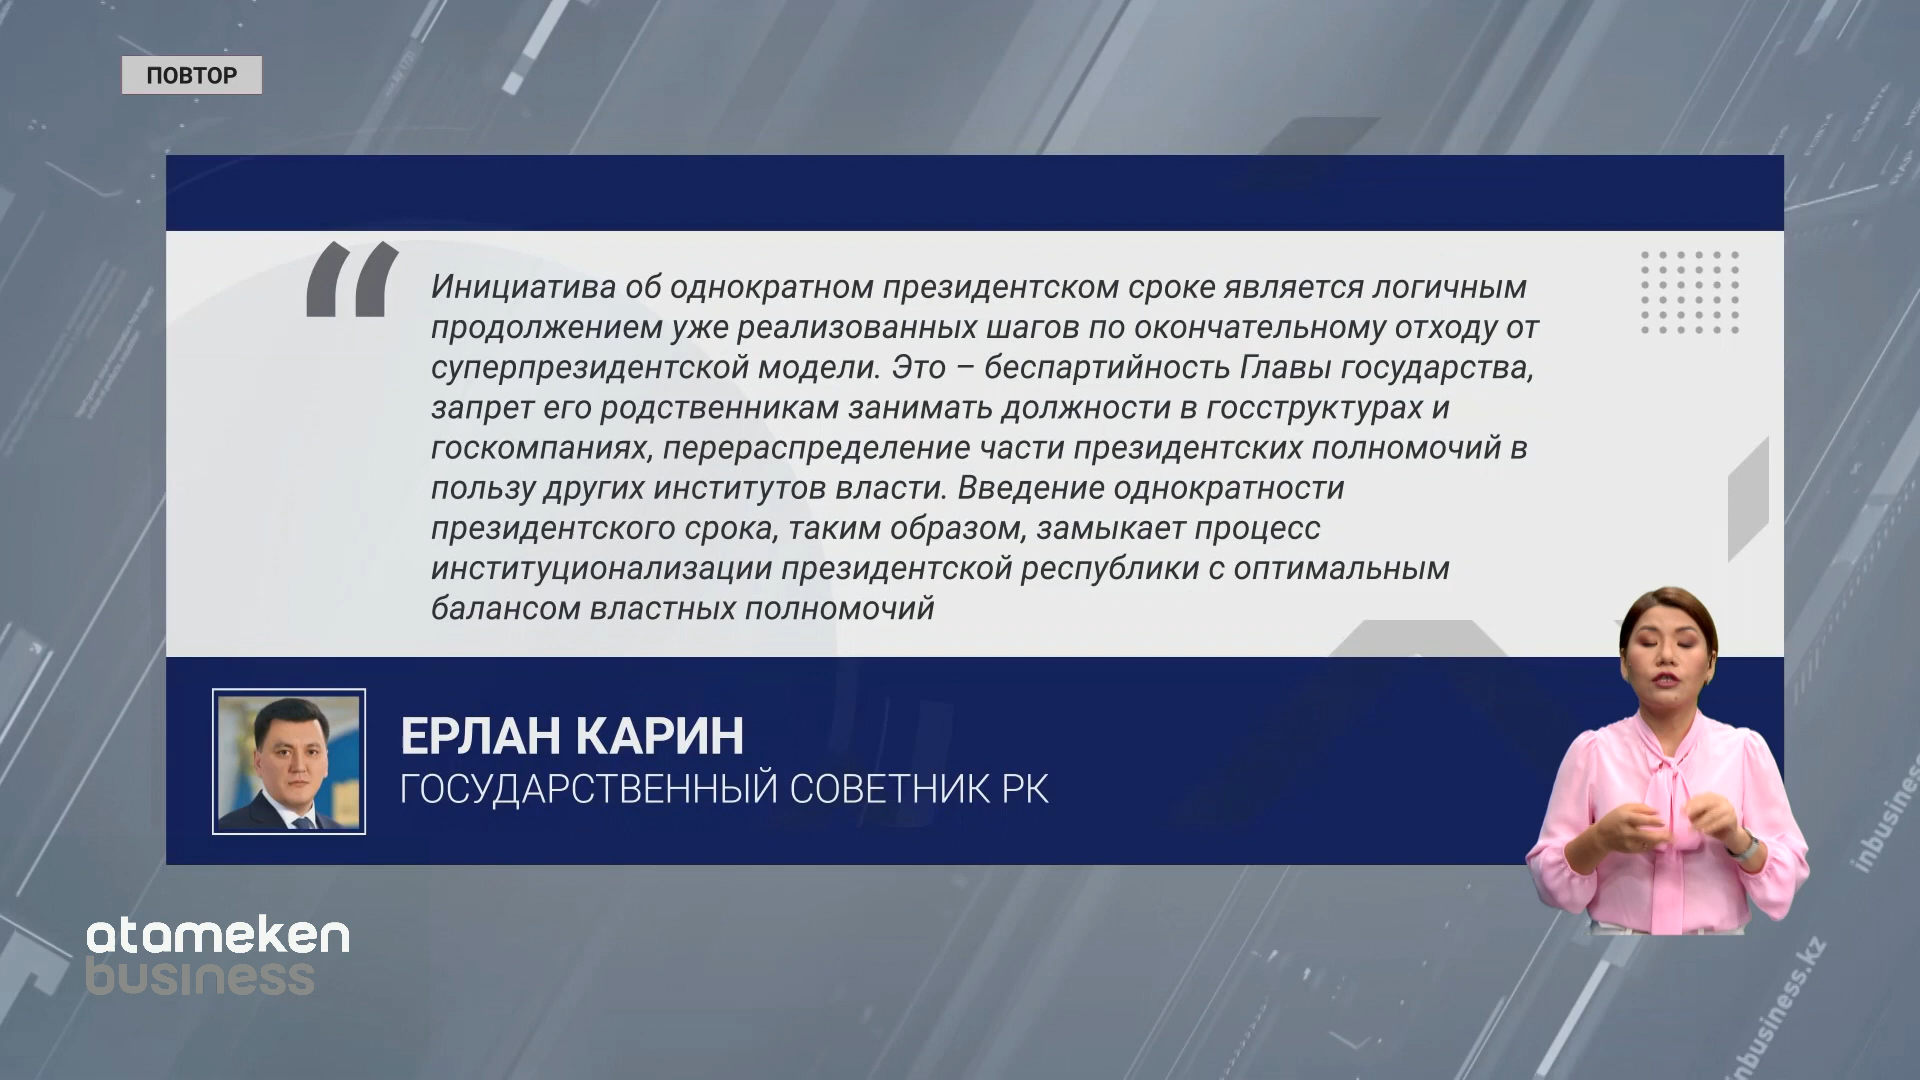 ПОВТОР
Инициатива об однократном президентском сроке является логичным
продолжением уже реализованных шагов по окончательному отходу от
суперпрезидентской модели. Это – беспартийность Главы государства,
запрет его родственникам занимать должности в госструктурах и
госкомпаниях, перераспределение части президентских полномочий в
пользу других институтов власти. Введение однократности
президентского срока, таким образом, замыкает процесс
институционализации президентской республики с оптимальным
балансом властных полномочий
ЕРЛАН КАРИН
ГОСУДАРСТВЕННЫЙ СОВЕТНИК РК
atameken
business
inbusiness
inbusiness.kz